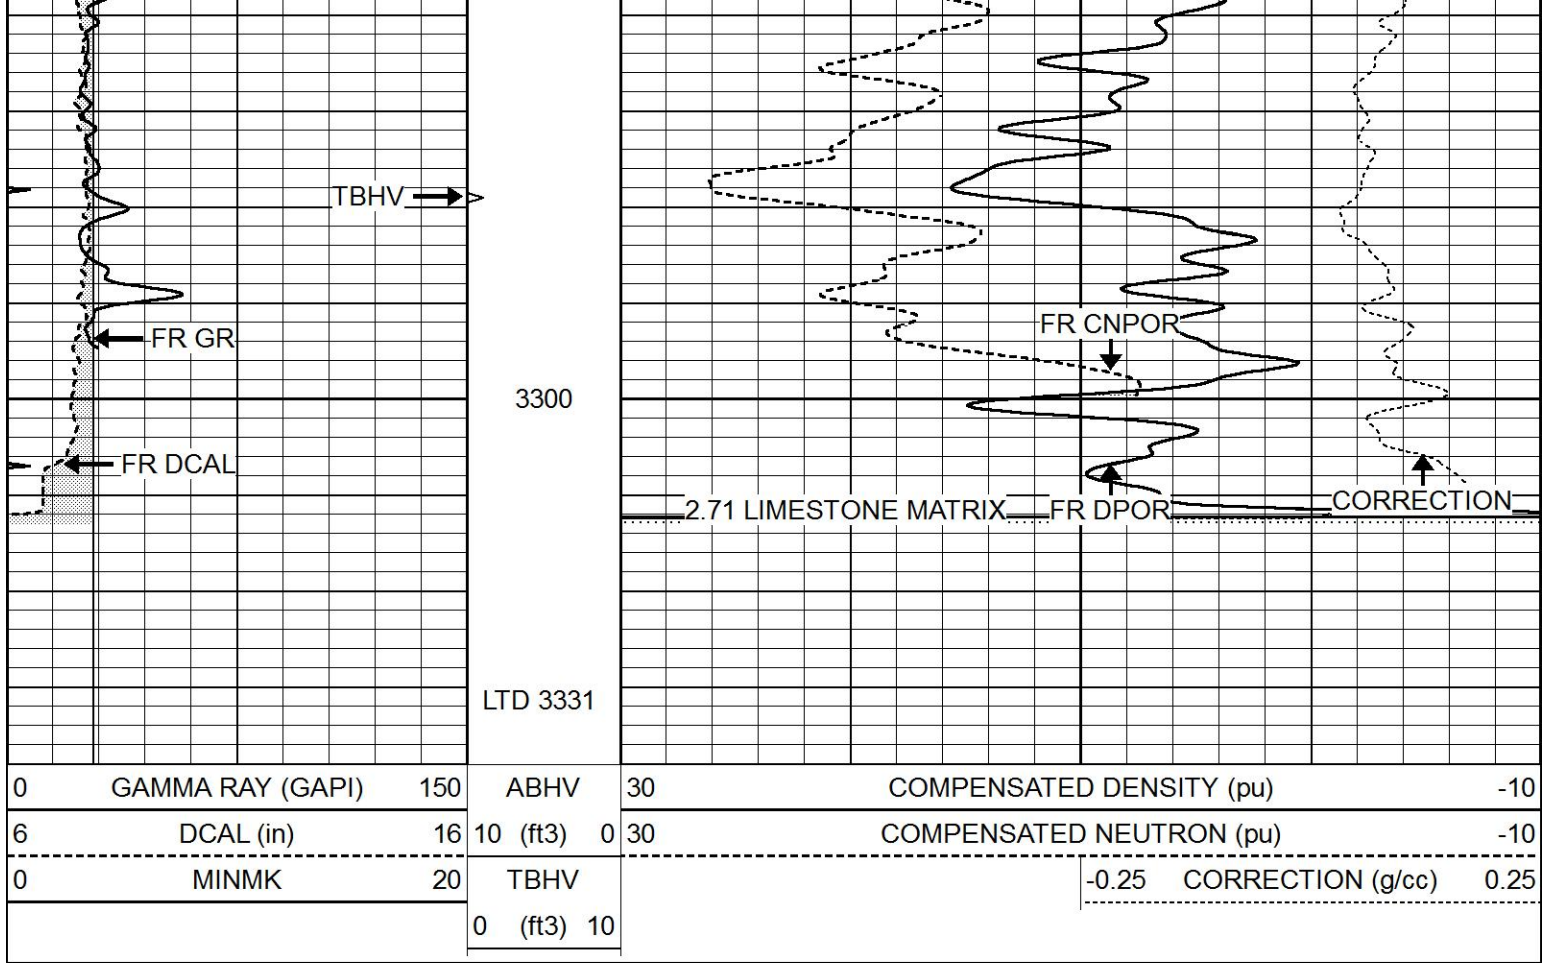 TBHV
FR CNPOR
FR GR
3300
FR DCAL
2.71 LIMESTONE MATRIX
FR DPOR
CORRECTION
LTD 3331
0 GAMMA RAY (GAPI) 150
ABHV
30 COMPENSATED DENSITY (pu) -10
6 DCAL (in) 16
10 (ft3) 0
30 COMPENSATED NEUTRON (pu) -10
0 MINMK 20
TBHV
-0.25 CORRECTION (g/cc) 0.25
0 (ft3) 10